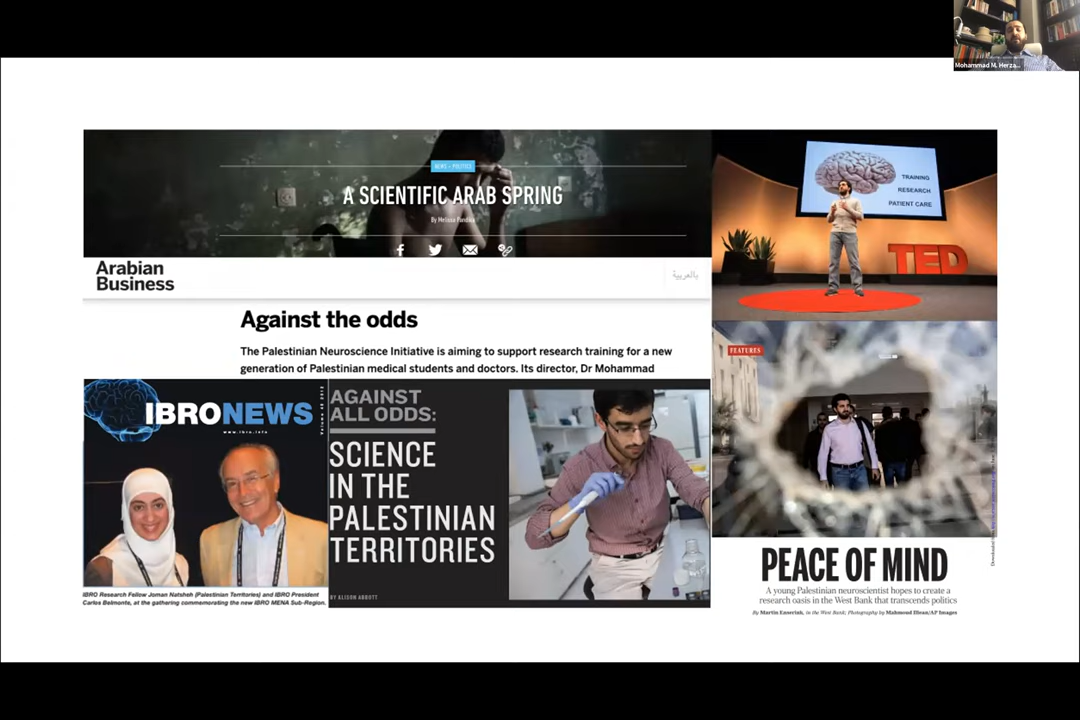 Mohammad M. Herza...
NEWS + POLITICS
A SCIENTIFIC ARAB SPRING
By Melissa Pandika
Arabian
Business
بالعربية
Against the odds
The Palestinian Neuroscience Initiative is aiming to support research training for a new
generation of Palestinian medical students and doctors. Its director, Dr Mohammad
IBRONEWS
www.ibro.info
IBRO Research Fellow Joman Natsheh (Palestinian Territories) and IBRO President
Carlos Belmonte, at the gathering commemorating the new IBRO MENA Sub-Region.
AGAINST
ALL ODDS:
SCIENCE
IN THE
PALESTINIAN
TERRITORIES
BY ALISON ABBOTT
TRAINING
RESEARCH
PATIENT CARE
TED
FEATURES
PEACE OF MIND
A young Palestinian neuroscientist hopes to create a
research oasis in the West Bank that transcends politics
By Martin Enserink, in the West Bank; Photography by Mahmoud Illean/AP Images